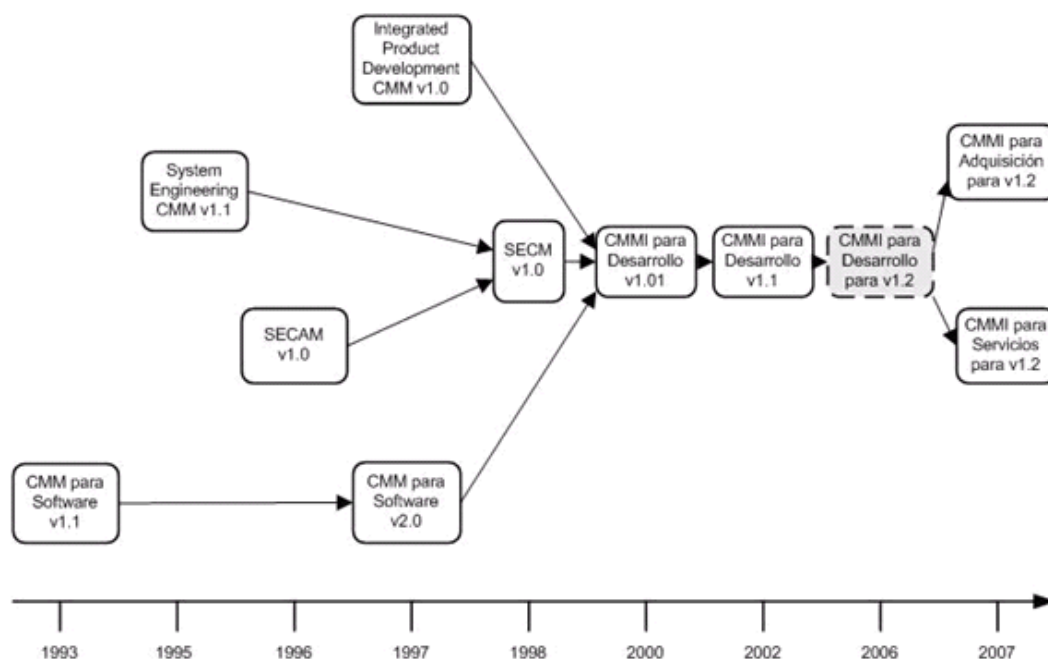 Integrated
Product
Development
CMM v1.0
System
Engineering
CMM v1.1
CMMI para
Adquisición
para v1.2
SECM
v1.0
CMMI para
Desarrollo
v1.01
CMMI para
Desarrollo
v1.1
CMMI para
Desarrollo
para v1.2
SECAM
v1.0
CMMI para
Servicios
para v1.2
CMM para
Software
v1.1
CMM para
Software
v2.0
1993
1995
1996
1997
1998
2000
2002
2006
2007